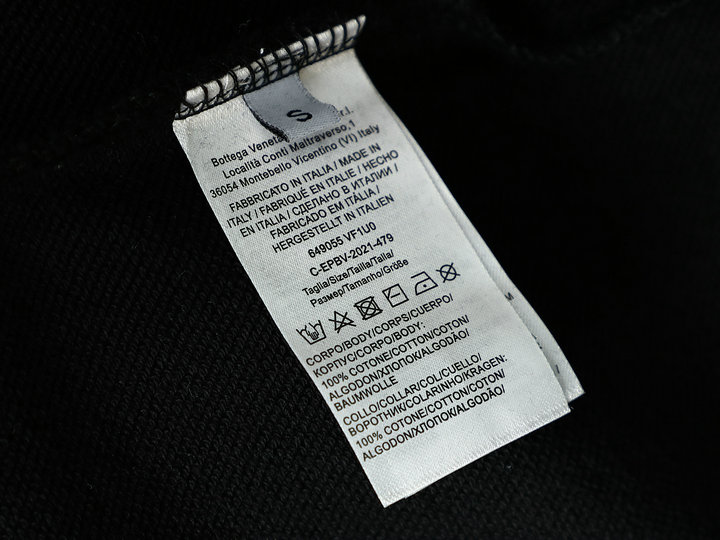 S
Bottega Veneta r.l.
Località Conti Maltraverso,1
36054 Montebello Vicentino (VI) Italy
FABBRICATO IN ITALIA / MADE IN
ITALY / FABRIQUÉ EN ITALIE / HECHO
EN ITALIA / СДЕЛАНО В ИТАЛИИ /
FABRICADO EM ITÁLIA /
HERGESTELLT IN ITALIEN
649055 VF1U0
C-EPBV-2021-479
Taglia/Size/Taille/Talla/
Размер/Tamanho/Größe
CORPO/BODY/CORPS/CUERPO/
КОРПУС/CORPO/BODY:
100% COTONE/COTTON/COTON/
ALGODON/ХЛОПОК/ALGODÃO/
BAUMWOLLE
COLLO/COLLAR/COL/CUELLO/
ВОРОТНИК/COLARINHO/KRAGEN:
100% COTONE/COTTON/COTON/
ALGODON/ХЛОПОК/ALGODÃO/